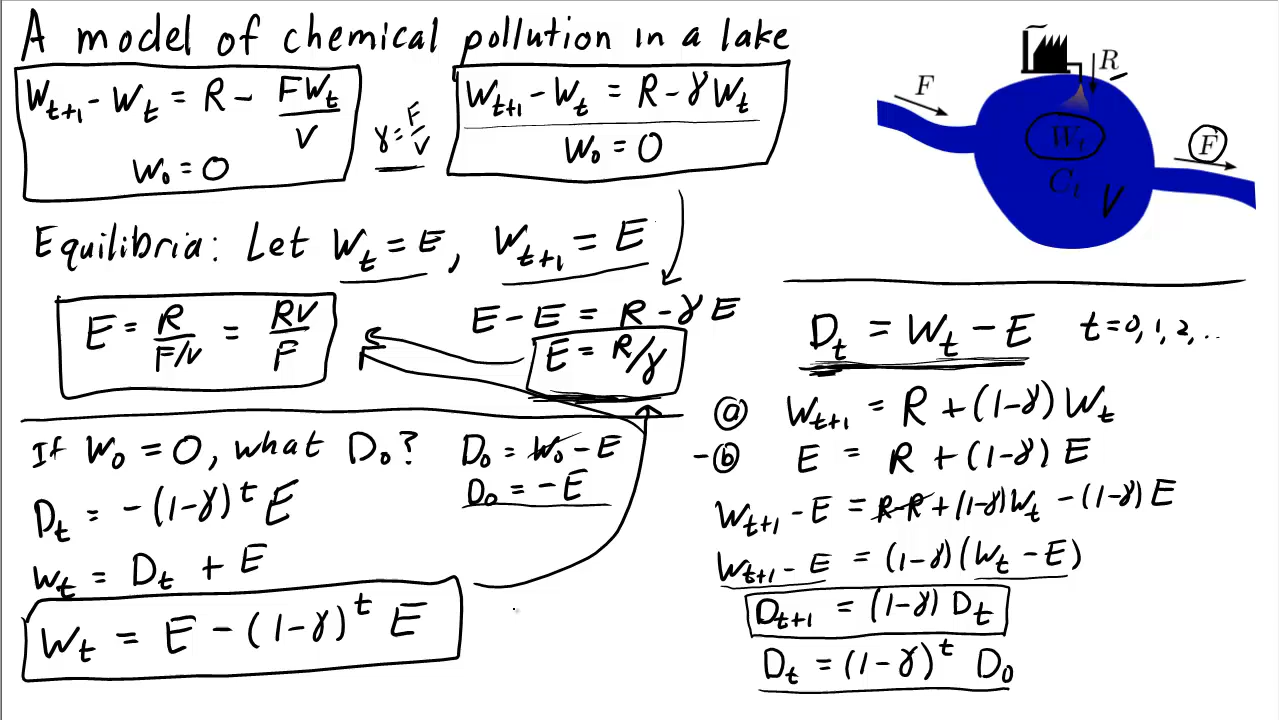 A model of chemical pollution in a lake
W_{t+1} - W_t = R - FW_t/V
W_0 = 0
γ = F/V
W_{t+1} - W_t = R - γW_t
W_0 = 0
F
R
W_t
C_t
V
F
Equilibria: Let W_t = E, W_{t+1} = E
E - E = R - γE
E = R/γ
E = R/(F/V) = RV/F
If W_0 = 0, what D_0?
D_0 = W_0 - E
D_0 = -E
D_t = -(1-γ)^t E
W_t = D_t + E
W_t = E - (1-γ)^t E
D_t = W_t - E t = 0, 1, 2, ...
ⓐ W_{t+1} = R + (1-γ)W_t
-ⓑ E = R + (1-γ)E
W_{t+1} - E = R-R + (1-γ)W_t - (1-γ)E
W_{t+1} - E = (1-γ)(W_t - E)
D_{t+1} = (1-γ) D_t
D_t = (1-γ)^t D_0